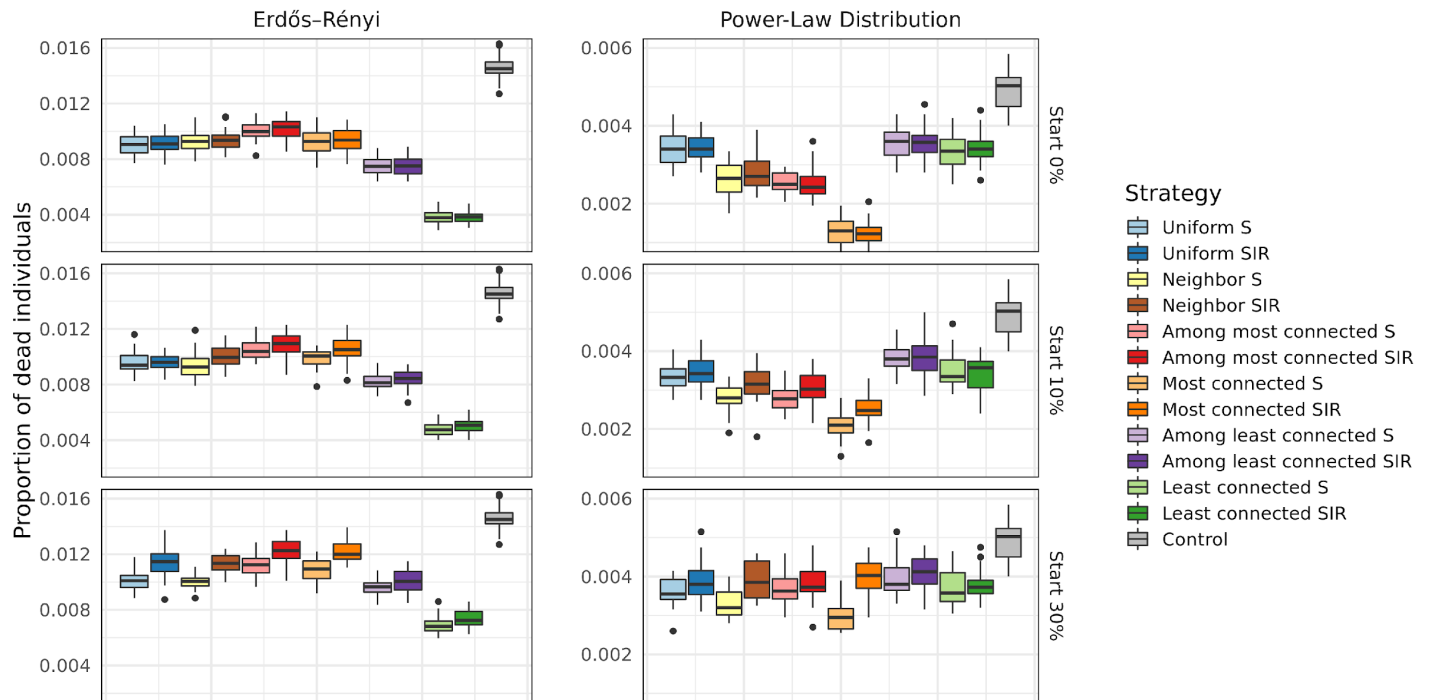 Erdős–Rényi
Power-Law Distribution
Proportion of dead individuals
0.016
0.012
0.008
0.004
0.006
0.004
0.002
Start 0%
0.016
0.012
0.008
0.004
0.006
0.004
0.002
Start 10%
0.016
0.012
0.008
0.004
0.006
0.004
0.002
Start 30%
Strategy
Uniform S
Uniform SIR
Neighbor S
Neighbor SIR
Among most connected S
Among most connected SIR
Most connected S
Most connected SIR
Among least connected S
Among least connected SIR
Least connected S
Least connected SIR
Control